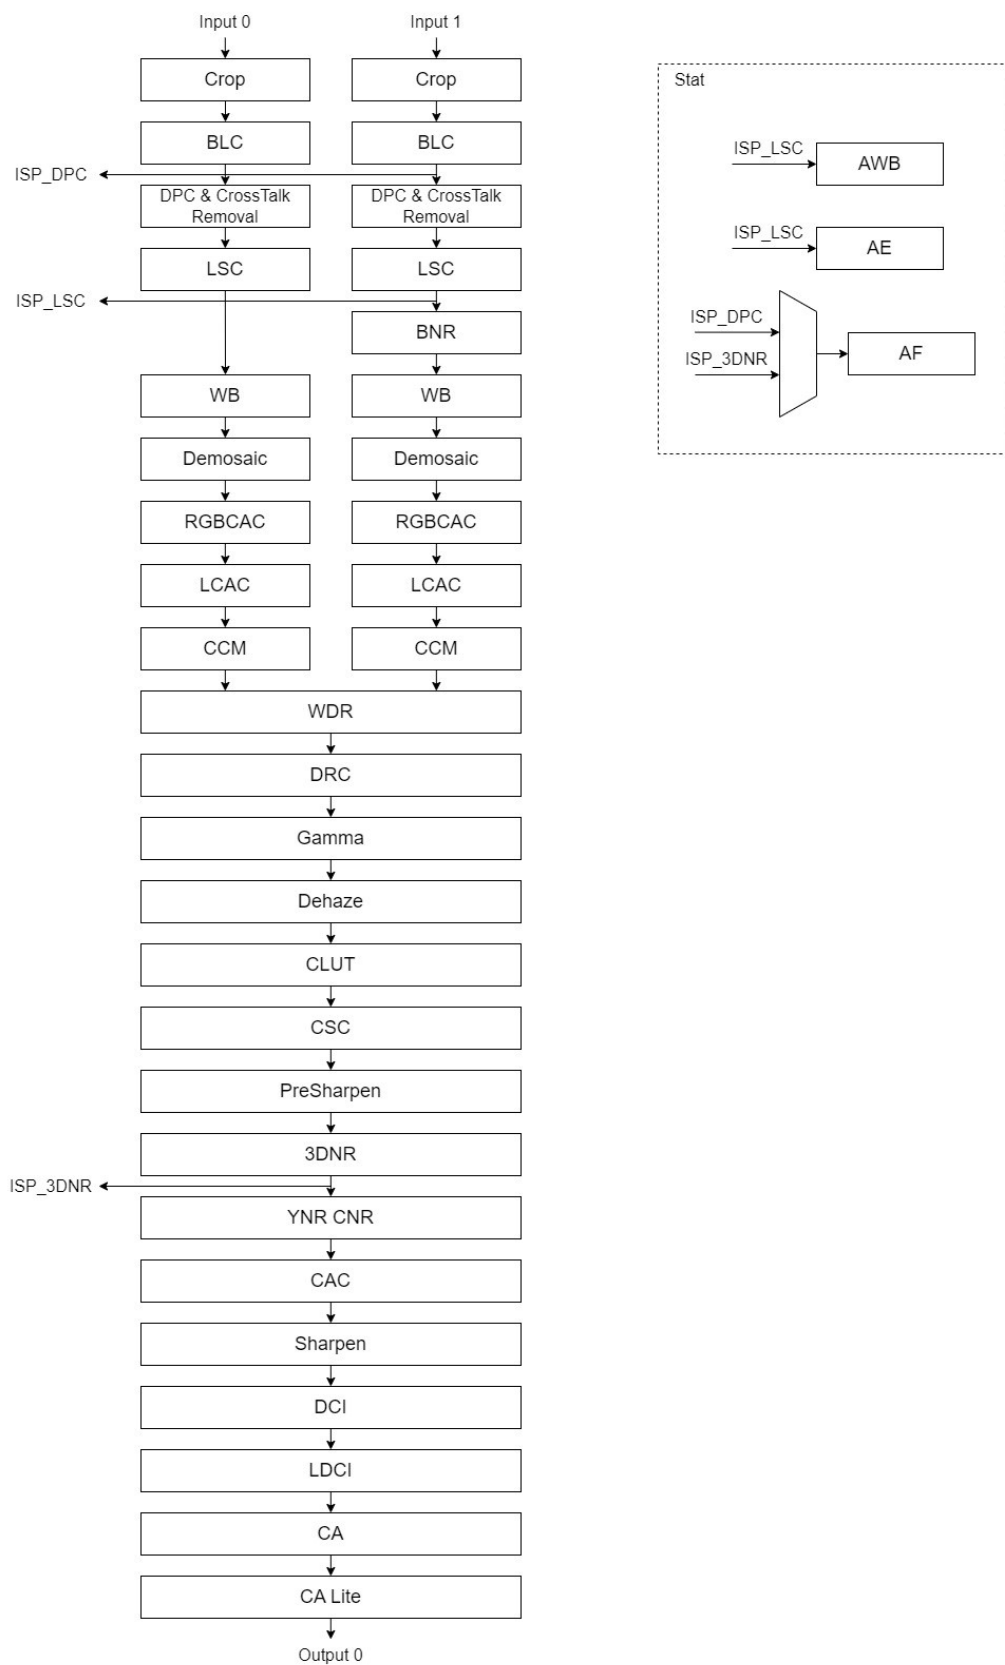 Input 0
Input 1
Crop
Crop
BLC
BLC
ISP_DPC
DPC & CrossTalk
Removal
DPC & CrossTalk
Removal
LSC
LSC
ISP_LSC
BNR
WB
WB
Demosaic
Demosaic
RGBCAC
RGBCAC
LCAC
LCAC
CCM
CCM
WDR
DRC
Gamma
Dehaze
CLUT
CSC
PreSharpen
3DNR
ISP_3DNR
YNR CNR
CAC
Sharpen
DCI
LDCI
CA
CA Lite
Output 0
Stat
ISP_LSC
AWB
ISP_LSC
AE
ISP_DPC
ISP_3DNR
AF